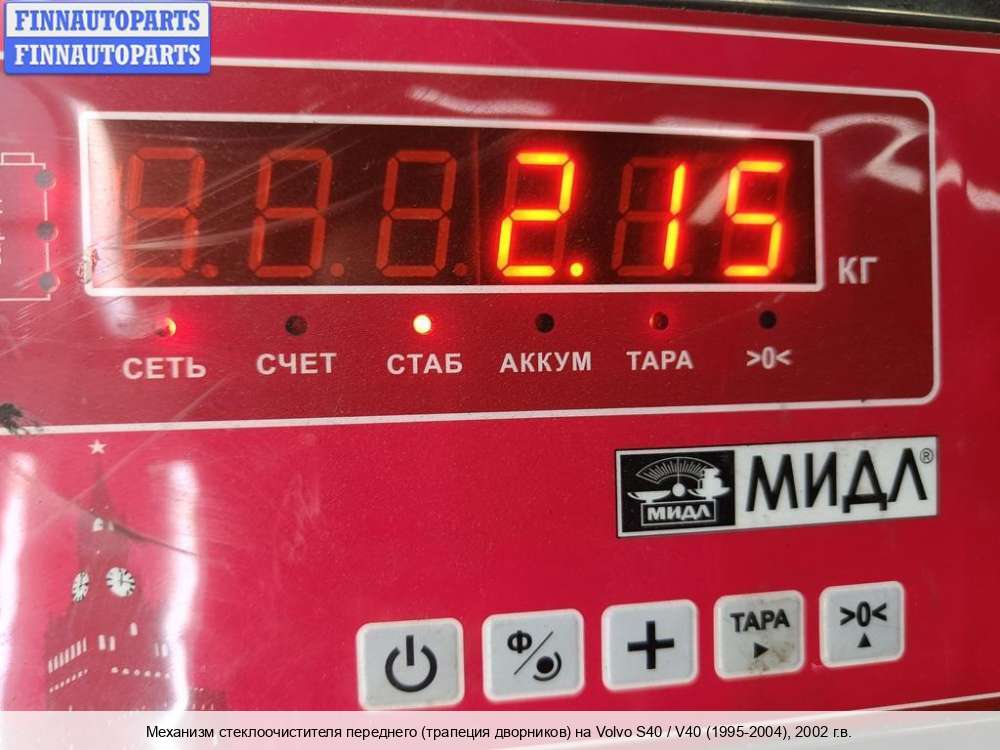 FINNAUTOPARTS
FINNAUTOPARTS
2.15
КГ
СЕТЬ СЧЕТ СТАБ АККУМ ТАРА >0<
МИДЛ МИДЛ®
Ф ТАРА >0<
Механизм стеклоочистителя переднего (трапеция дворников) на Volvo S40 / V40 (1995-2004), 2002 г.в.